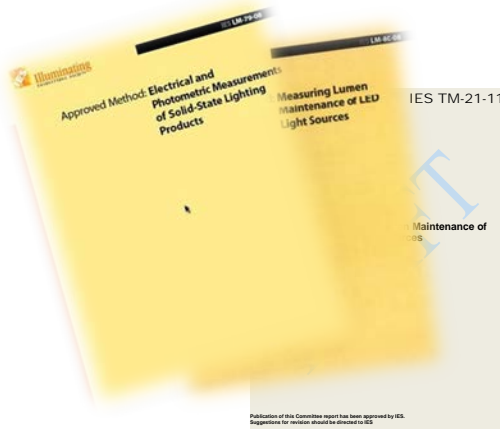 IES LM-79-08
Illuminating
Approved Method: Electrical and
Photometric Measurements
of Solid-State Lighting
Products
LM-80-08
Measuring Lumen
Maintenance of LED
Light Sources
IES TM-21-11
Maintenance of
Publication of this Committee report has been approved by IES.
Suggestions for revision should be directed to IES